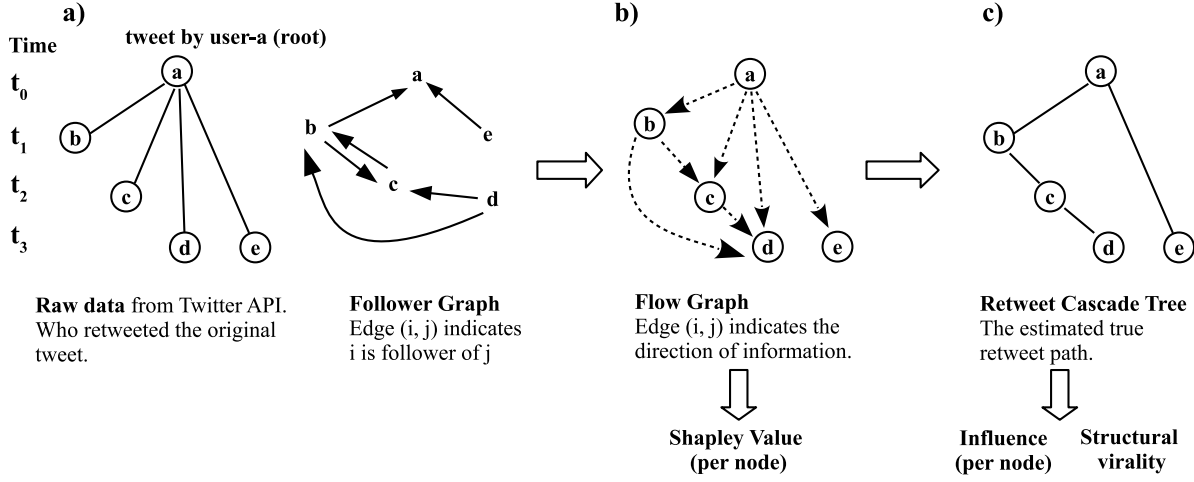 a)
tweet by user-a (root)
Time
t0
t1
t2
t3
a
b
c
d
e
a
b
e
c
d
Raw data from Twitter API.
Who retweeted the original
tweet.
Follower Graph
Edge (i, j) indicates
i is follower of j
b)
a
b
c
d
e
Flow Graph
Edge (i, j) indicates the
direction of information.
Shapley Value
(per node)
c)
a
b
c
d
e
Retweet Cascade Tree
The estimated true
retweet path.
Influence
(per node)
Structural
virality